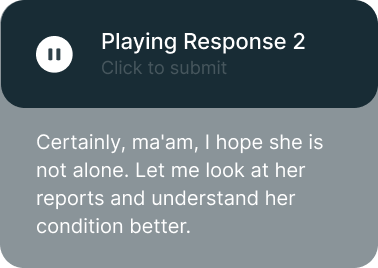 Playing Response 2
Click to submit
Certainly, ma'am, I hope she is
not alone. Let me look at her
reports and understand her
condition better.